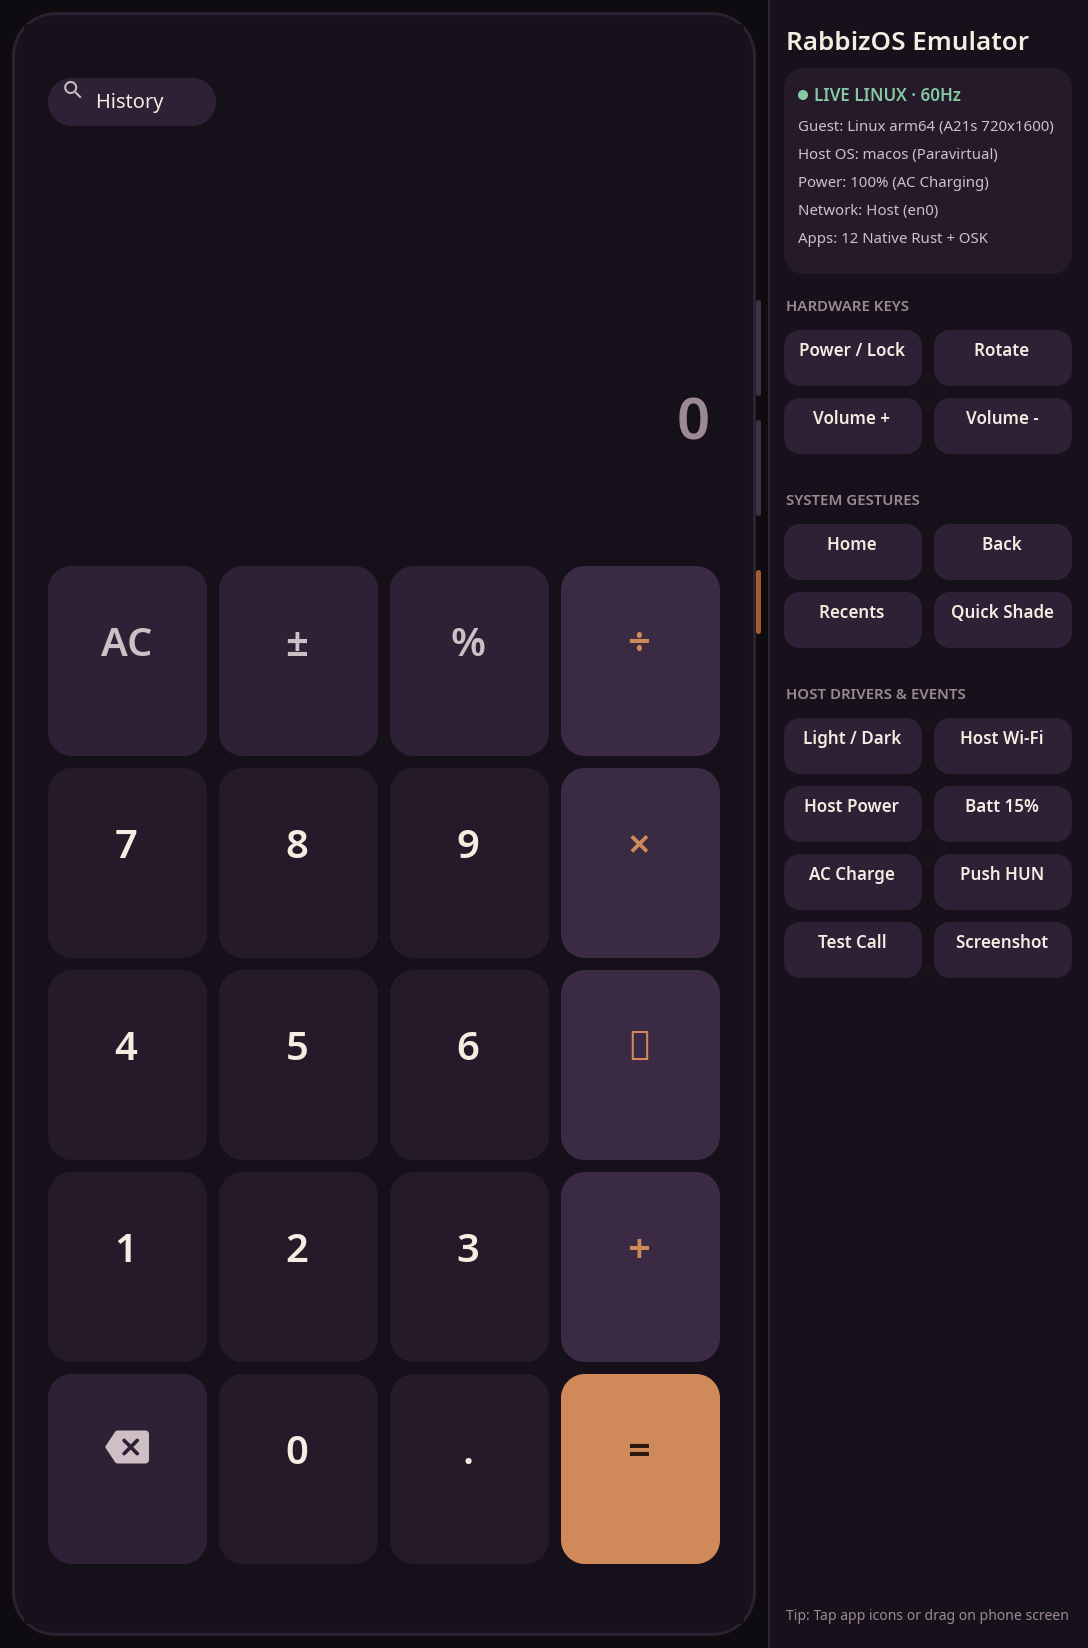 History
0
AC ± % ÷
7 8 9 ×
4 5 6
1 2 3 +
0 . =
RabbizOS Emulator
LIVE LINUX · 60Hz
Guest: Linux arm64 (A21s 720x1600)
Host OS: macos (Paravirtual)
Power: 100% (AC Charging)
Network: Host (en0)
Apps: 12 Native Rust + OSK
HARDWARE KEYS
Power / Lock Rotate
Volume + Volume -
SYSTEM GESTURES
Home Back
Recents Quick Shade
HOST DRIVERS & EVENTS
Light / Dark Host Wi-Fi
Host Power Batt 15%
AC Charge Push HUN
Test Call Screenshot
Tip: Tap app icons or drag on phone screen